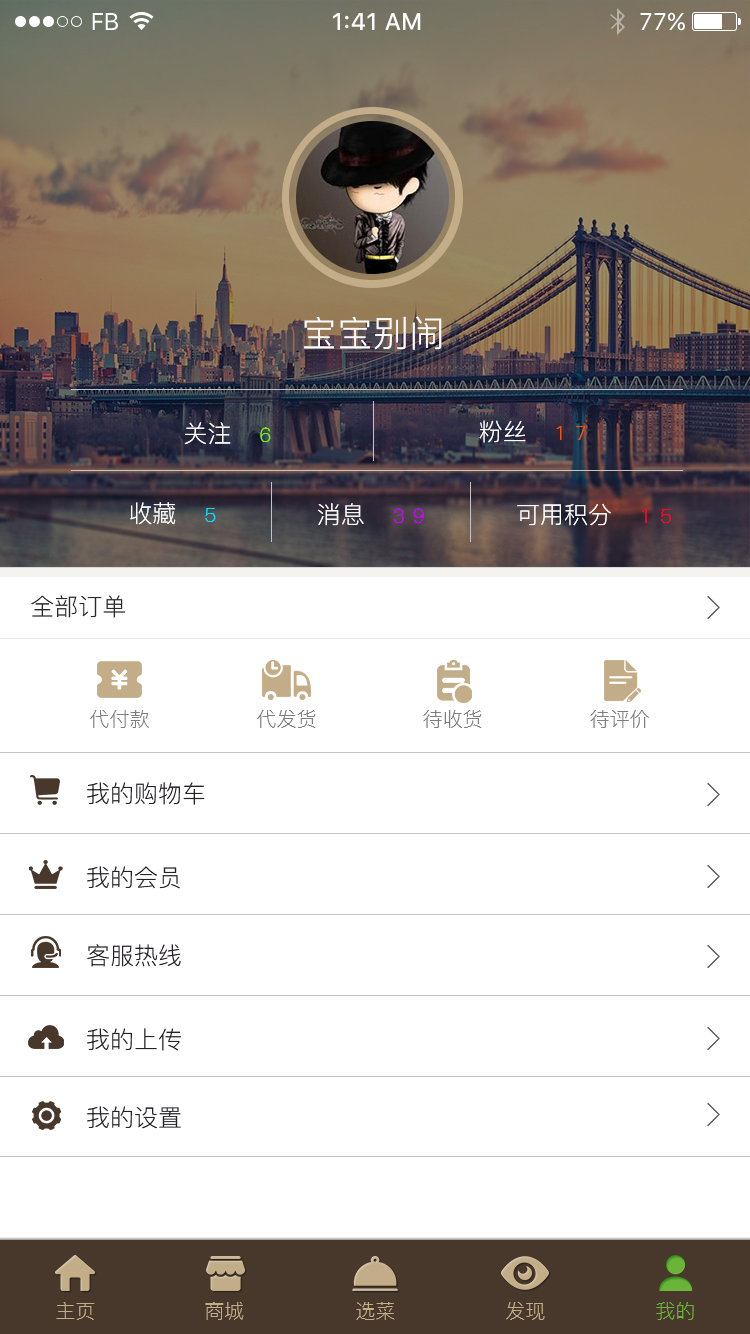 FB 1:41 AM 77%
宝宝别闹
关注 6 粉丝 17
收藏 5 消息 39 可用积分 15
全部订单
代付款 代发货 待收货 待评价
我的购物车
我的会员
客服热线
我的上传
我的设置
主页 商城 选菜 发现 我的